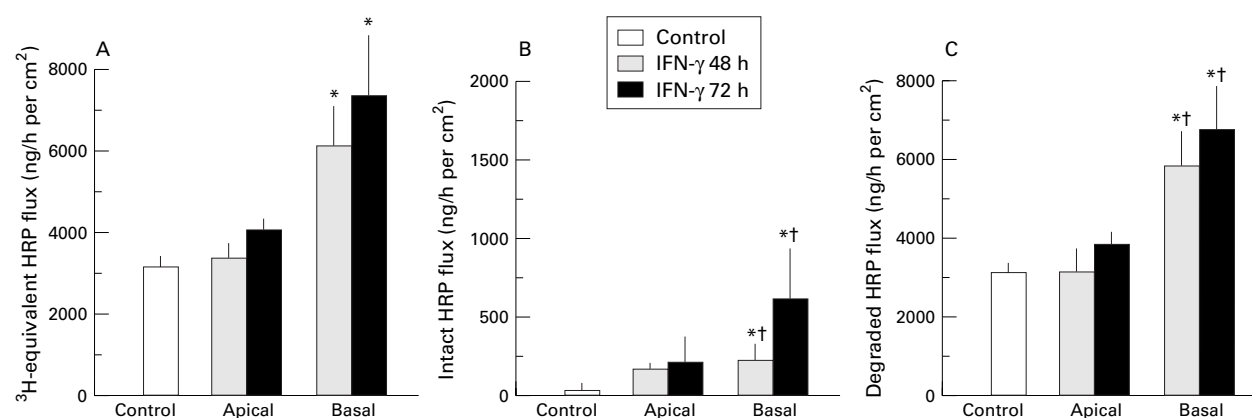 A
³H-equivalent HRP flux (ng/h per cm²)
8000
6000
4000
2000
0
*
*
Control
Apical
Basal
B
Control
IFN-γ 48 h
IFN-γ 72 h
Intact HRP flux (ng/h per cm²)
2000
1500
1000
500
0
*†
*†
Control
Apical
Basal
C
Degraded HRP flux (ng/h per cm²)
8000
6000
4000
2000
0
*†
*†
Control
Apical
Basal